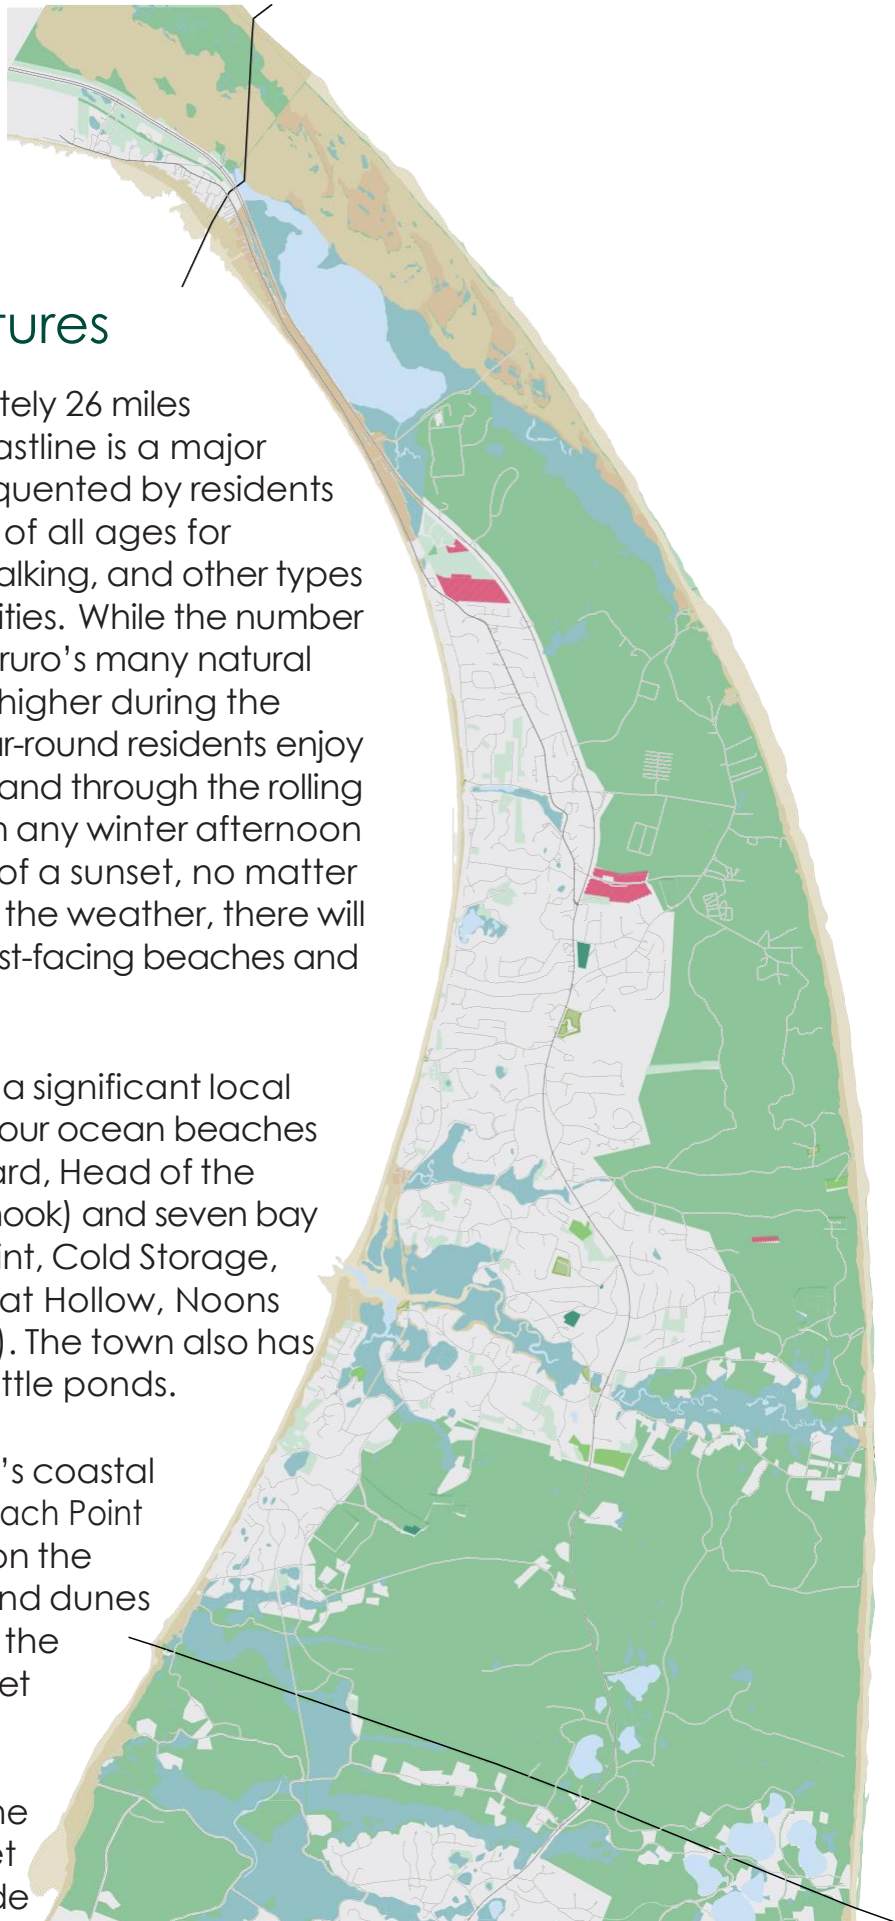 tures
tely 26 miles
astline is a major
quented by residents
of all ages for
alking, and other types
ities. While the number
ruro’s many natural
higher during the
ar-round residents enjoy
and through the rolling
n any winter afternoon
of a sunset, no matter
the weather, there will
st-facing beaches and
a significant local
our ocean beaches
ard, Head of the
nook) and seven bay
int, Cold Storage,
at Hollow, Noons
). The town also has
ttle ponds.
’s coastal
ach Point
on the
nd dunes
the
et
ne
et
de